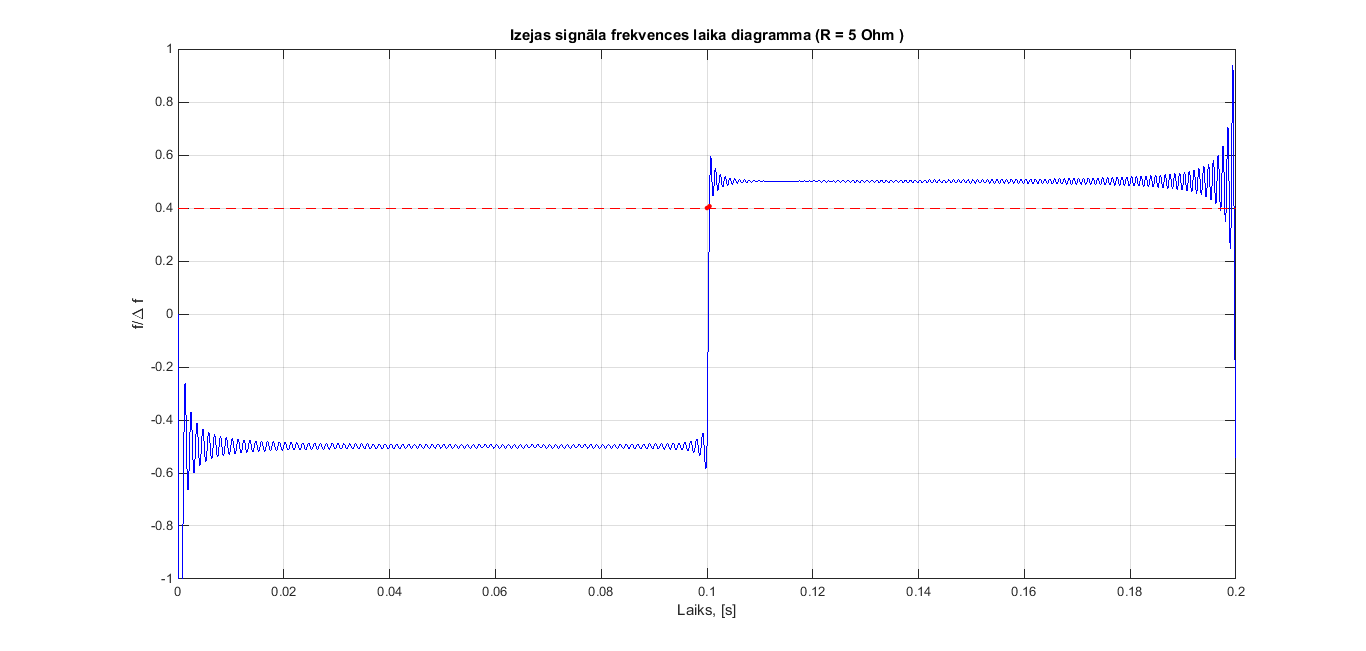 Izejas signāla frekvences laika diagramma (R = 5 Ohm )
1
0.8
0.6
0.4
0.2
0
-0.2
-0.4
-0.6
-0.8
-1
f/Δ f
0 0.02 0.04 0.06 0.08 0.1 0.12 0.14 0.16 0.18 0.2
Laiks, [s]